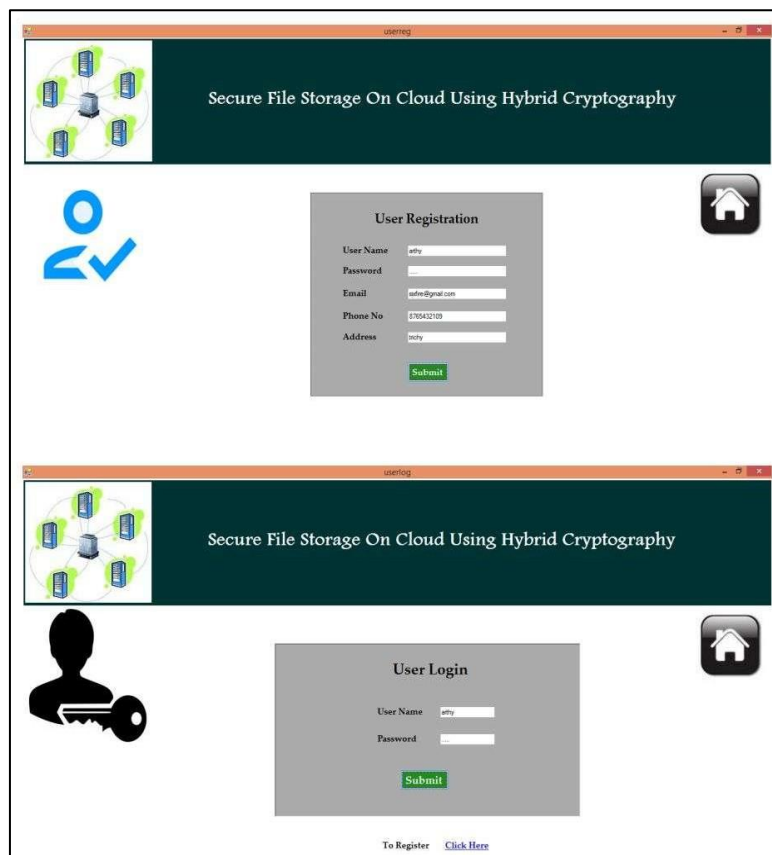 userreg
Secure File Storage On Cloud Using Hybrid Cryptography
User Registration
User Name arthy
Password .....
Email
Phone No 8765432109
Address trichy
Submit
userlog
Secure File Storage On Cloud Using Hybrid Cryptography
User Login
User Name arthy
Password .....
Submit
To Register Click Here